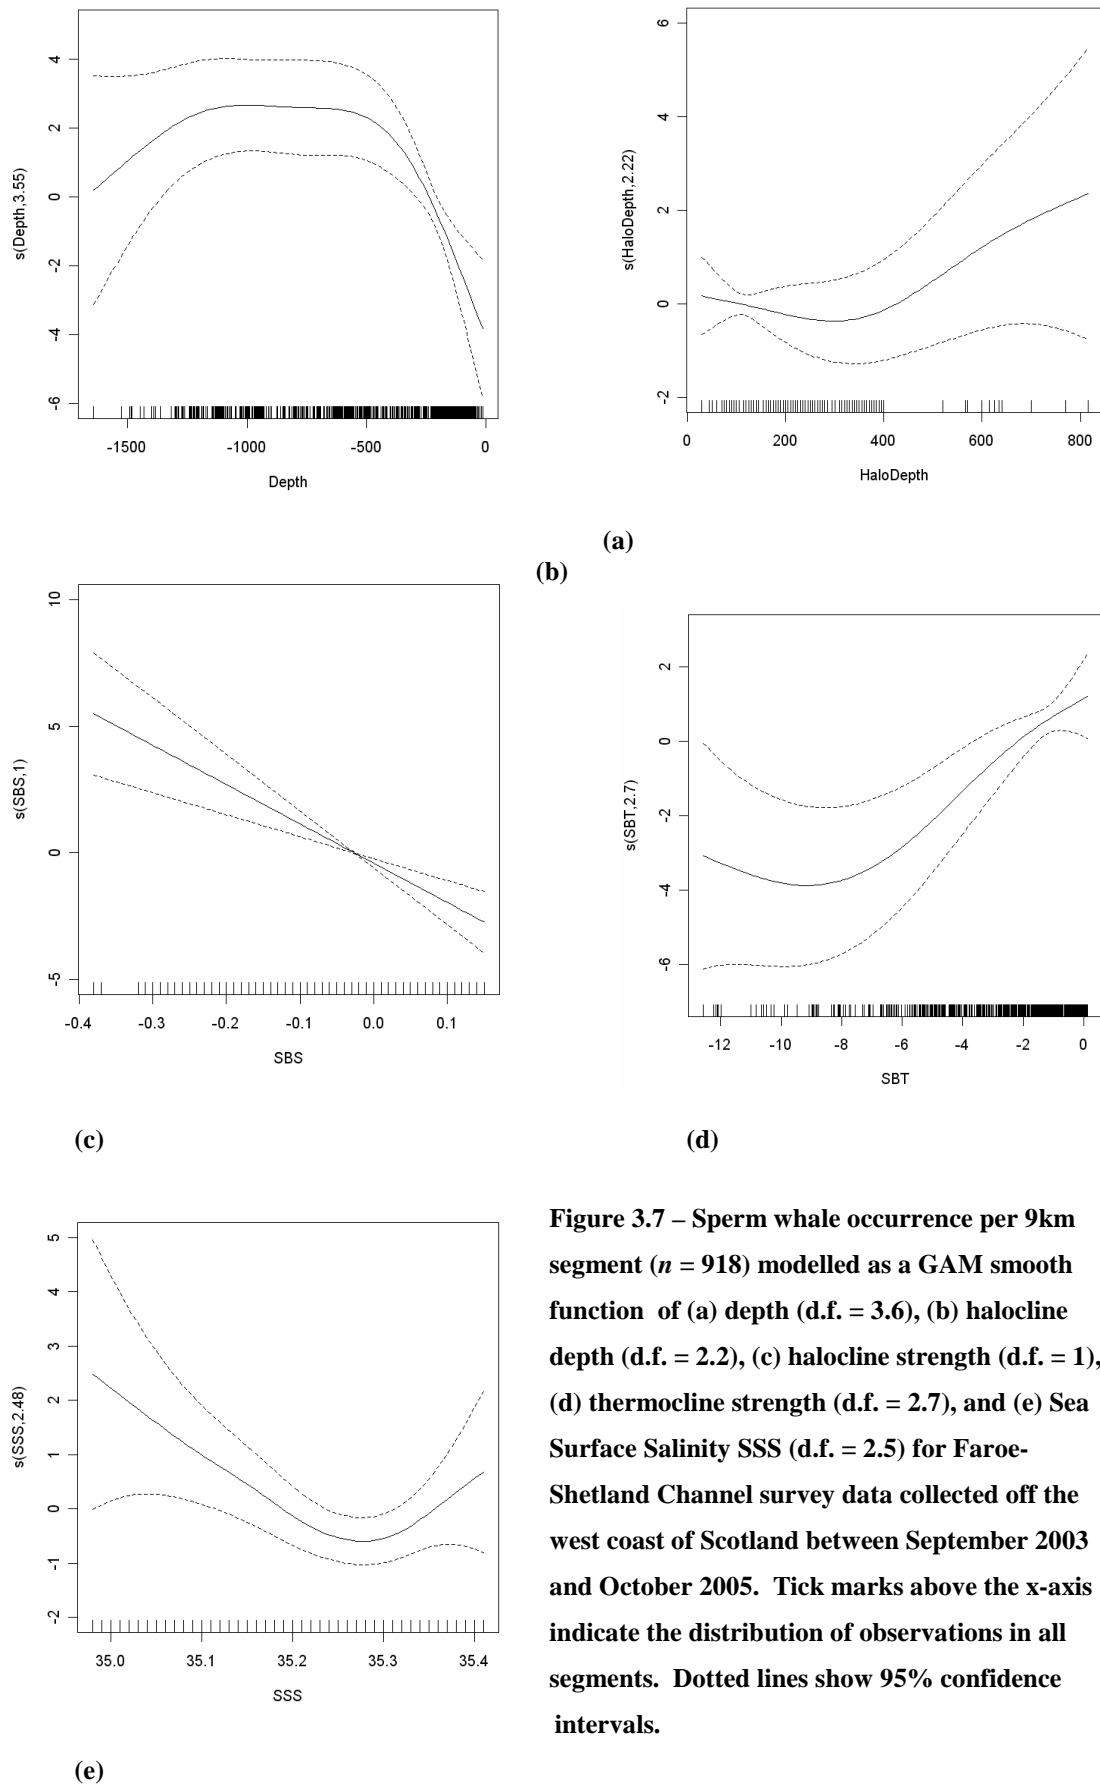 s(Depth,3.55)
4
2
0
-2
-4
-6
-1500 -1000 -500 0
Depth
s(HaloDepth,2.22)
6
4
2
0
-2
0 200 400 600 800
HaloDepth
(a)
(b)
s(SBS,1)
10
5
0
-5
-0.4 -0.3 -0.2 -0.1 0.0 0.1
SBS
s(SBT,2.7)
2
0
-2
-4
-6
-12 -10 -8 -6 -4 -2 0
SBT
(c)
(d)
s(SSS,2.48)
5
4
3
2
1
0
-1
-2
35.0 35.1 35.2 35.3 35.4
SSS
(e)
Figure 3.7 – Sperm whale occurrence per 9km
segment (n = 918) modelled as a GAM smooth
function of (a) depth (d.f. = 3.6), (b) halocline
depth (d.f. = 2.2), (c) halocline strength (d.f. = 1),
(d) thermocline strength (d.f. = 2.7), and (e) Sea
Surface Salinity SSS (d.f. = 2.5) for Faroe-
Shetland Channel survey data collected off the
west coast of Scotland between September 2003
and October 2005. Tick marks above the x-axis
indicate the distribution of observations in all
segments. Dotted lines show 95% confidence
intervals.